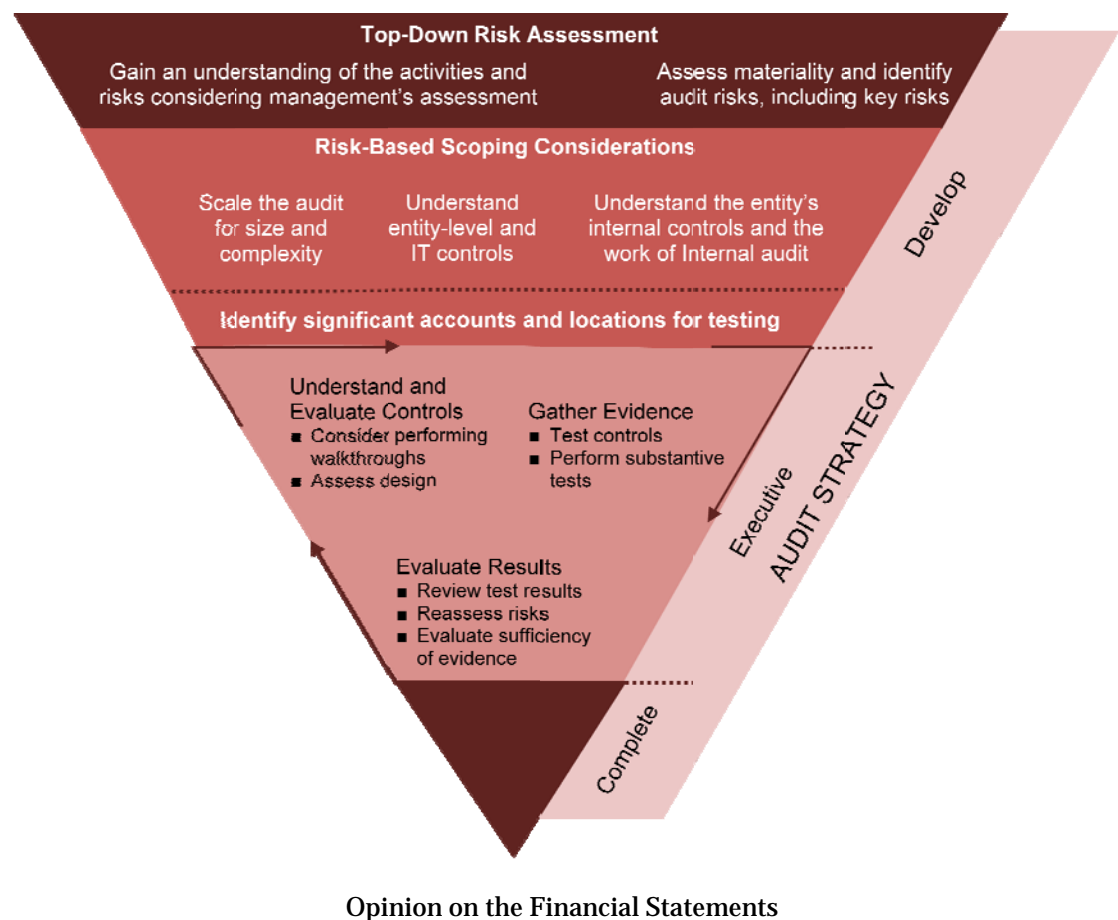 Top-Down Risk Assessment
Gain an understanding of the activities and
risks considering management's assessment
Assess materiality and identify
audit risks, including key risks
Risk-Based Scoping Considerations
Scale the audit
for size and
complexity
Understand
entity-level and
IT controls
Understand the entity's
internal controls and the
work of Internal audit
Identify significant accounts and locations for testing
Understand and
Evaluate Controls
■ Consider performing
walkthroughs
■ Assess design
Gather Evidence
■ Test controls
■ Perform substantive
tests
Evaluate Results
■ Review test results
■ Reassess risks
■ Evaluate sufficiency
of evidence
Develop
Executive
AUDIT STRATEGY
Complete
Opinion on the Financial Statements